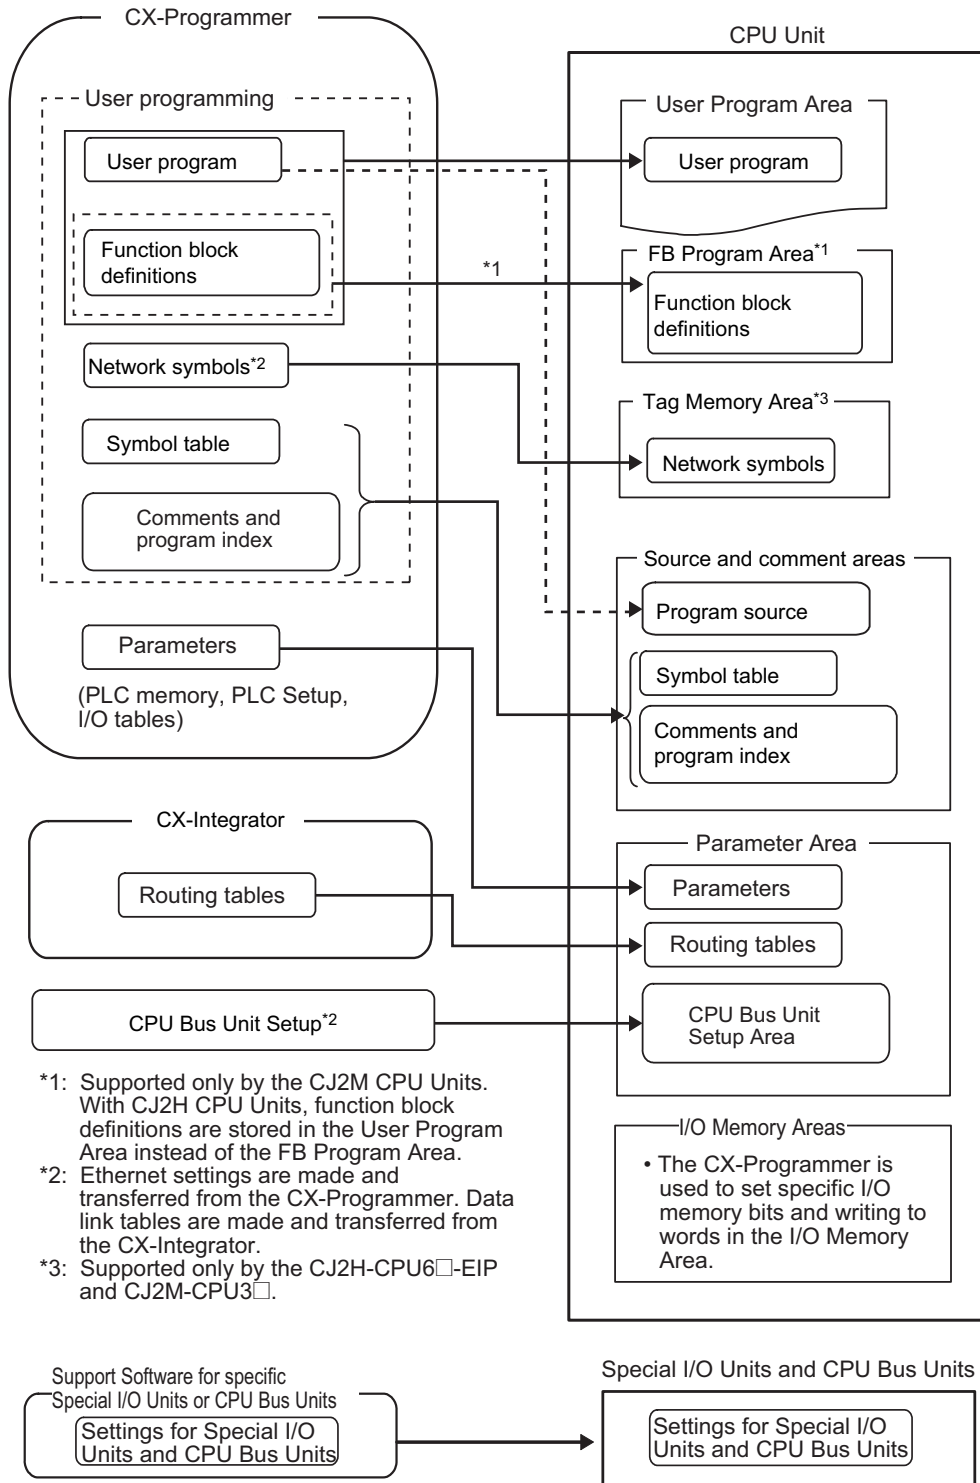 CX-Programmer
User programming
User program
Function block
definitions
*1
Network symbols*2
Symbol table
Comments and
program index
Parameters
(PLC memory, PLC Setup,
I/O tables)
CX-Integrator
Routing tables
CPU Bus Unit Setup*2
*1: Supported only by the CJ2M CPU Units.
With CJ2H CPU Units, function block
definitions are stored in the User Program
Area instead of the FB Program Area.
*2: Ethernet settings are made and
transferred from the CX-Programmer. Data
link tables are made and transferred from
the CX-Integrator.
*3: Supported only by the CJ2H-CPU6□-EIP
and CJ2M-CPU3□.
CPU Unit
User Program Area
User program
FB Program Area*1
Function block
definitions
Tag Memory Area*3
Network symbols
Source and comment areas
Program source
Symbol table
Comments and
program index
Parameter Area
Parameters
Routing tables
CPU Bus Unit
Setup Area
I/O Memory Areas
• The CX-Programmer is
used to set specific I/O
memory bits and writing to
words in the I/O Memory
Area.
Support Software for specific
Special I/O Units or CPU Bus Units
Settings for Special I/O
Units and CPU Bus Units
Special I/O Units and CPU Bus Units
Settings for Special I/O
Units and CPU Bus Units